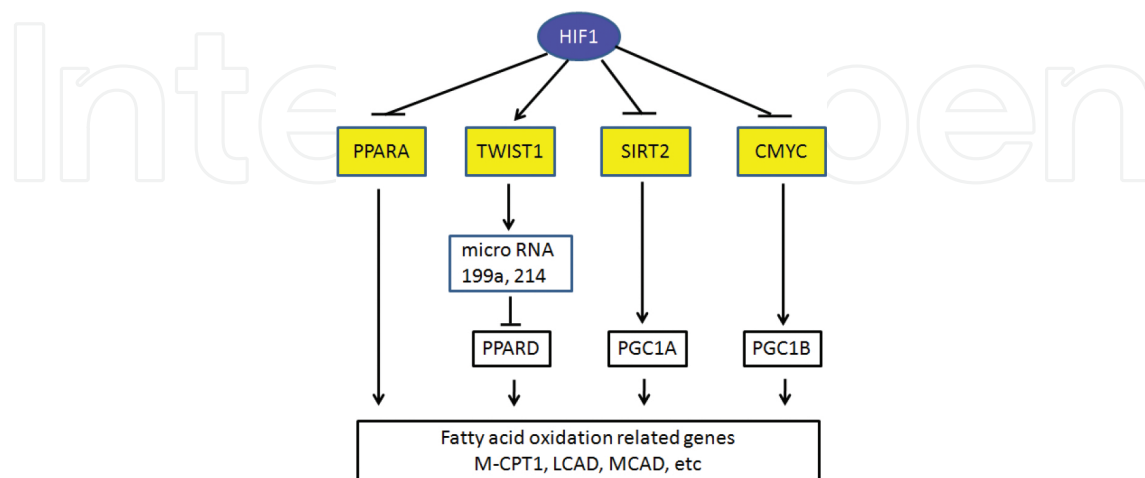 HIF1
PPARA
TWIST1
SIRT2
CMYC
micro RNA
199a, 214
PPARD
PGC1A
PGC1B
Fatty acid oxidation related genes
M-CPT1, LCAD, MCAD, etc